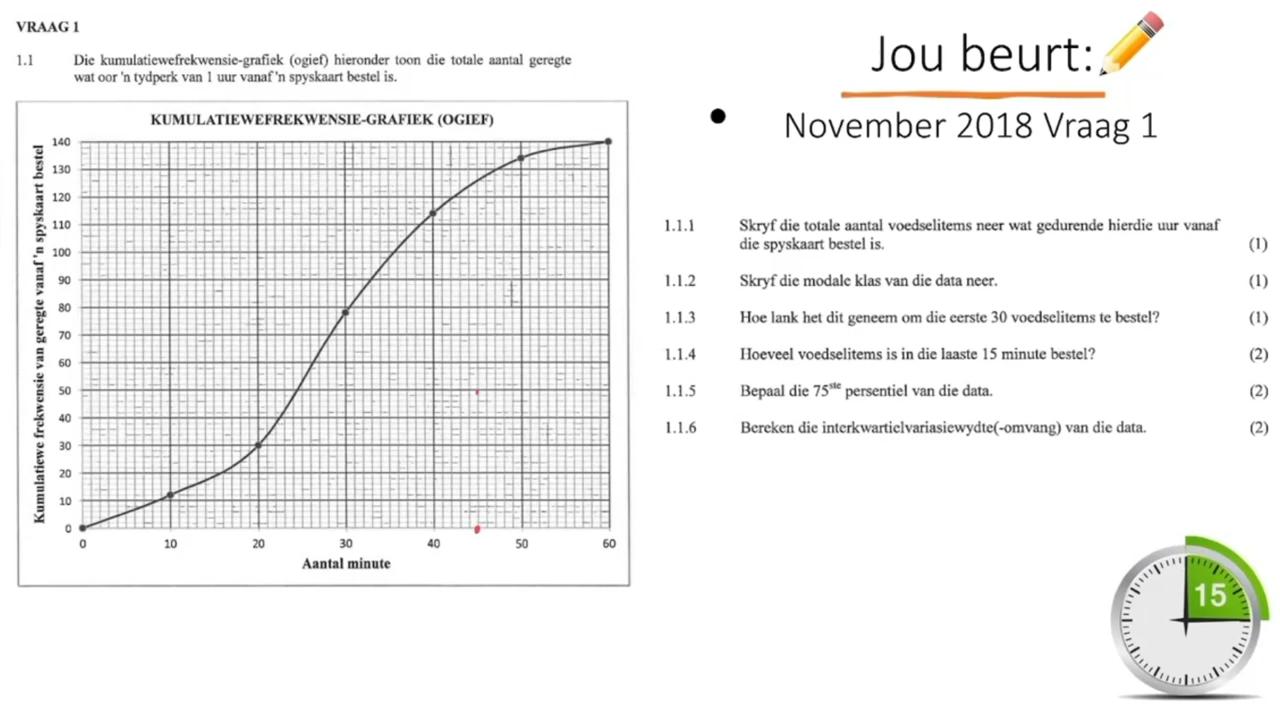 VRAAG 1
1.1 Die kumulatiewefrekwensie-grafiek (ogief) hieronder toon die totale aantal geregte
wat oor 'n tydperk van 1 uur vanaf 'n spyskaart bestel is.
KUMULATIEWEFREKWENSIE-GRAFIEK (OGIEF)
Kumulatiewe frekwensie van geregte vanaf 'n spyskaart bestel
140
130
120
110
100
90
80
70
60
50
40
30
20
10
0
0 10 20 30 40 50 60
Aantal minute
Jou beurt:
• November 2018 Vraag 1
1.1.1 Skryf die totale aantal voedselitems neer wat gedurende hierdie uur vanaf
die spyskaart bestel is. (1)
1.1.2 Skryf die modale klas van die data neer. (1)
1.1.3 Hoe lank het dit geneem om die eerste 30 voedselitems te bestel? (1)
1.1.4 Hoeveel voedselitems is in die laaste 15 minute bestel? (2)
1.1.5 Bepaal die 75ste persentiel van die data. (2)
1.1.6 Bereken die interkwartielvariasiewydte(-omvang) van die data. (2)
15